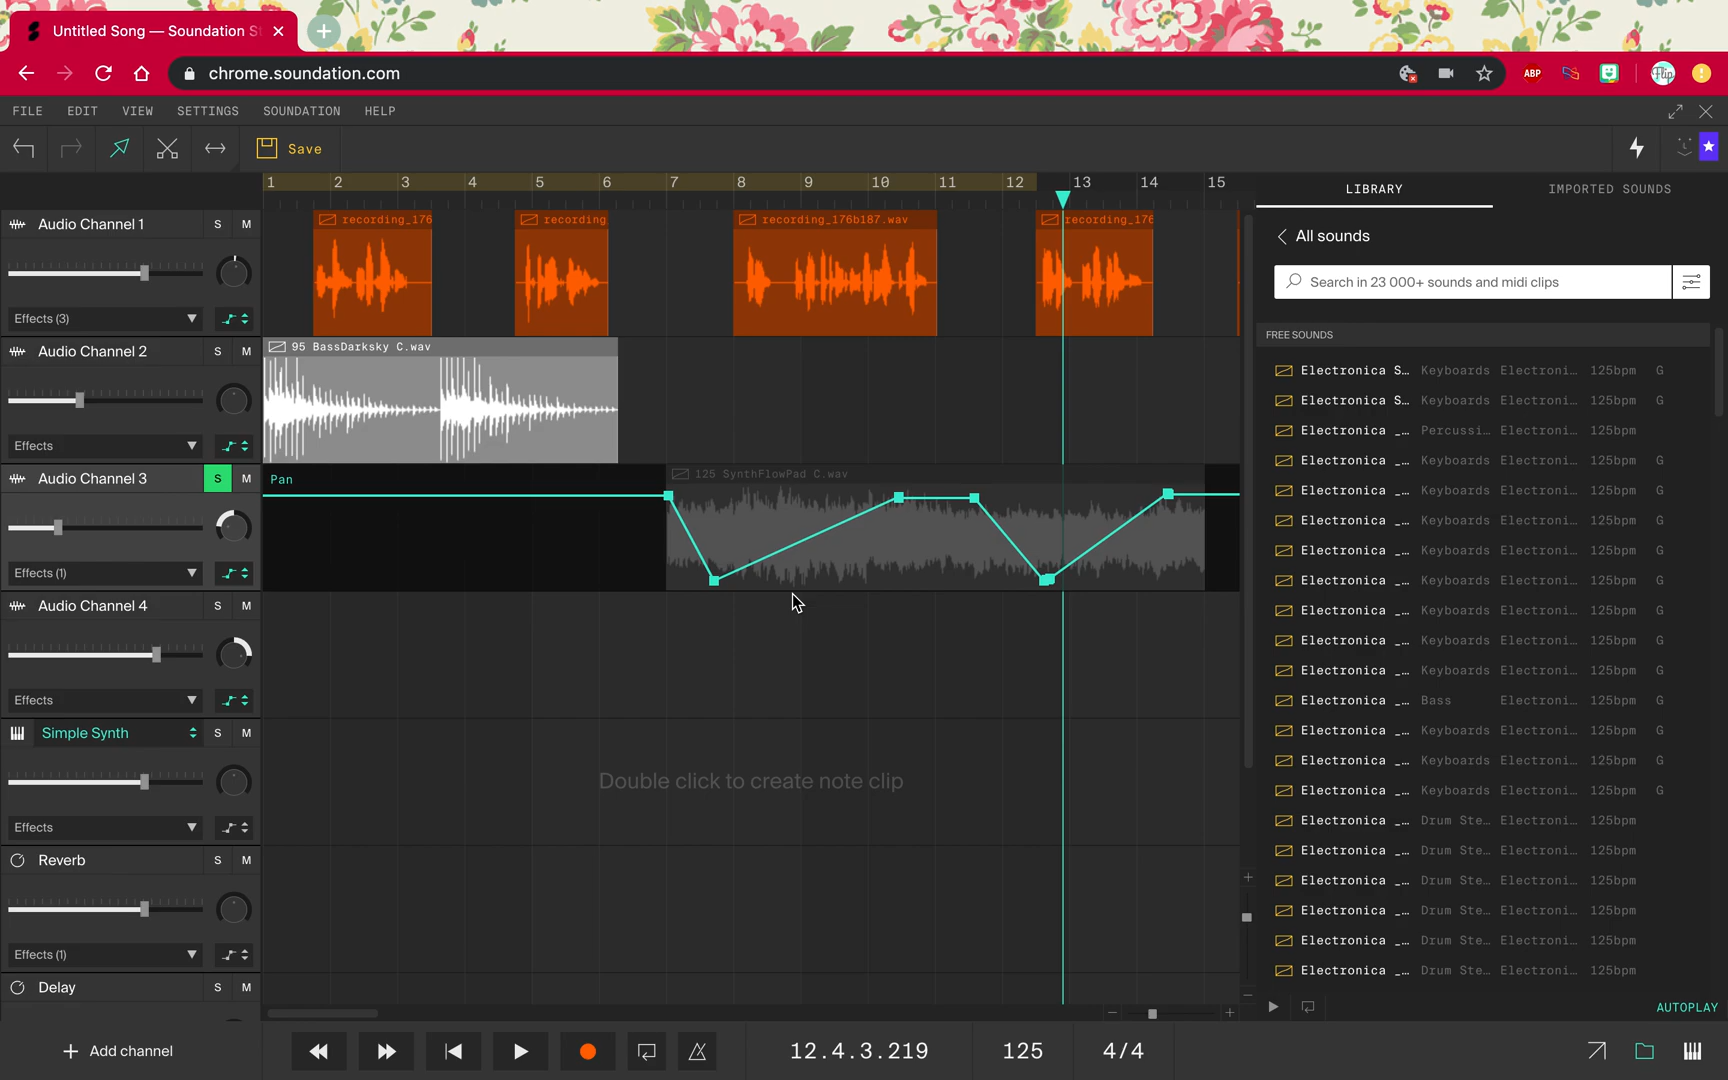 Untitled Song — Soundation S
chrome.soundation.com
ABP
Flip
FILE EDIT VIEW SETTINGS SOUNDATION HELP
Save
1 2 3 4 5 6 7 8 9 10 11 12 13 14 15
LIBRARY IMPORTED SOUNDS
Audio Channel 1 S M
recording_176 recording recording_176b187.wav recording_176
All sounds
Search in 23 000+ sounds and midi clips
Effects (3)
FREE SOUNDS
Audio Channel 2 S M
95 BassDarksky C.wav
Electronica S... Keyboards Electroni... 125bpm G
Electronica S... Keyboards Electroni... 125bpm G
Electronica _... Percussi... Electroni... 125bpm
Effects
Electronica _... Keyboards Electroni... 125bpm G
Audio Channel 3 S M
Pan
125 SynthFlowPad C.wav
Electronica _... Keyboards Electroni... 125bpm G
Electronica _... Keyboards Electroni... 125bpm G
Electronica _... Keyboards Electroni... 125bpm G
Effects (1)
Electronica _... Keyboards Electroni... 125bpm G
Audio Channel 4 S M
Electronica _... Keyboards Electroni... 125bpm G
Electronica _... Keyboards Electroni... 125bpm G
Electronica _... Keyboards Electroni... 125bpm G
Effects
Electronica _... Bass Electroni... 125bpm G
Simple Synth S M
Electronica _... Keyboards Electroni... 125bpm G
Electronica _... Keyboards Electroni... 125bpm G
Double click to create note clip
Electronica _... Keyboards Electroni... 125bpm G
Effects
Electronica _... Drum Ste... Electroni... 125bpm
Electronica _... Drum Ste... Electroni... 125bpm
Reverb S M
Electronica _... Drum Ste... Electroni... 125bpm
Electronica _... Drum Ste... Electroni... 125bpm
Electronica _... Drum Ste... Electroni... 125bpm
Effects (1)
Electronica _... Drum Ste... Electroni... 125bpm
Delay S M
AUTOPLAY
Add channel
12.4.3.219 125 4/4